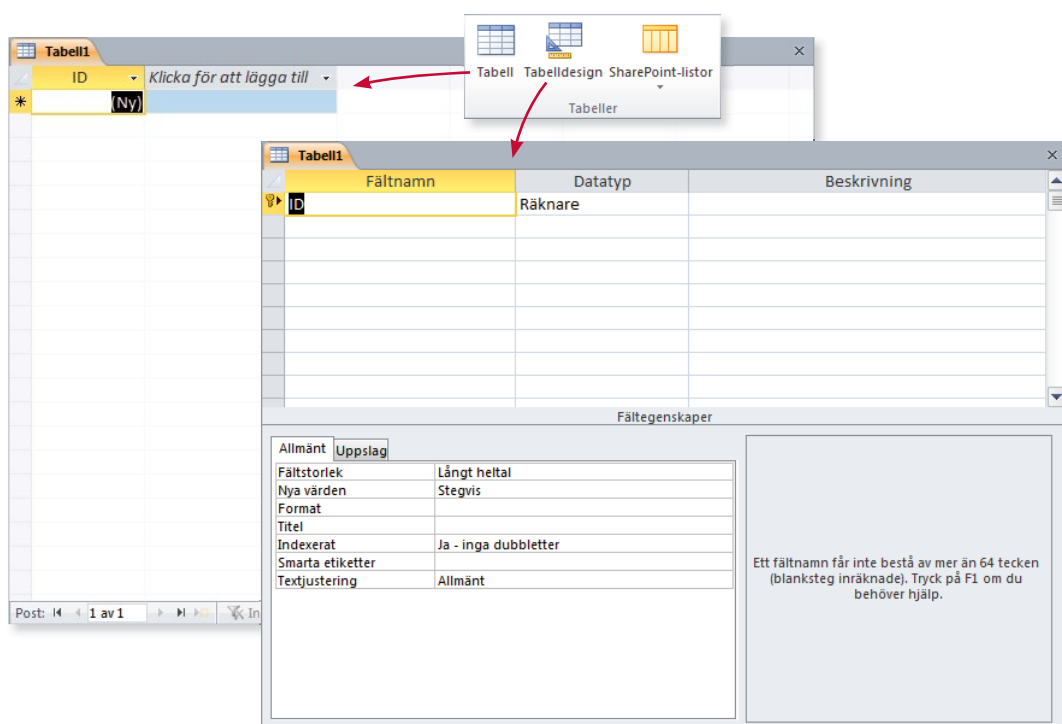 Tabell Tabelldesign SharePoint-listor
Tabeller
Tabell1
ID Klicka för att lägga till
(Ny)
Post: 1 av 1 In
Tabell1
Fältnamn Datatyp Beskrivning
ID Räknare
Fältegenskaper
Allmänt Uppslag
Fältstorlek Långt heltal
Nya värden Stegvis
Format
Titel
Indexerat Ja - inga dubbletter
Smarta etiketter
Textjustering Allmänt
Ett fältnamn får inte bestå av mer än 64 tecken
(blanksteg inräknade). Tryck på F1 om du
behöver hjälp.